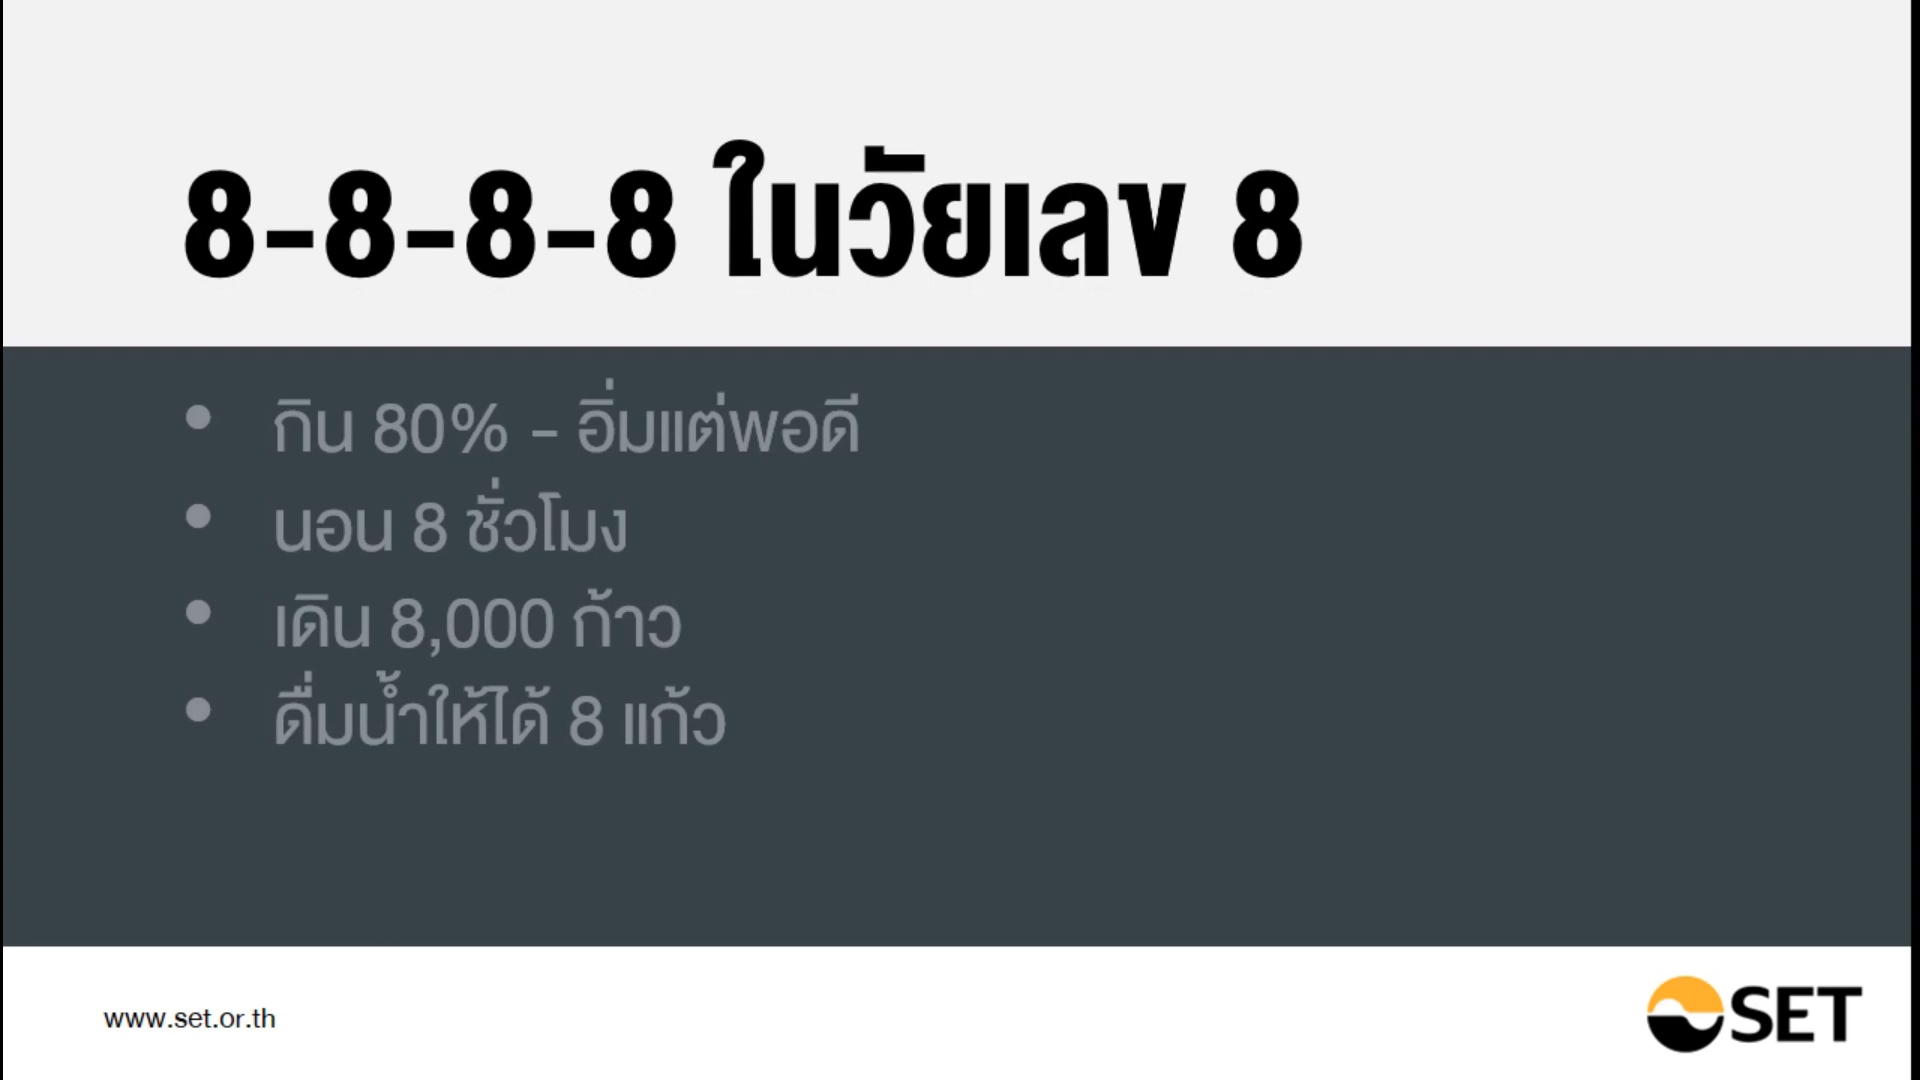 8-8-8-8 ในวัยเลข 8
• กิน 80% - อิ่มแต่พอดี
• นอน 8 ชั่วโมง
• เดิน 8,000 ก้าว
• ดื่มน้ำให้ได้ 8 แก้ว
www.set.or.th
SET